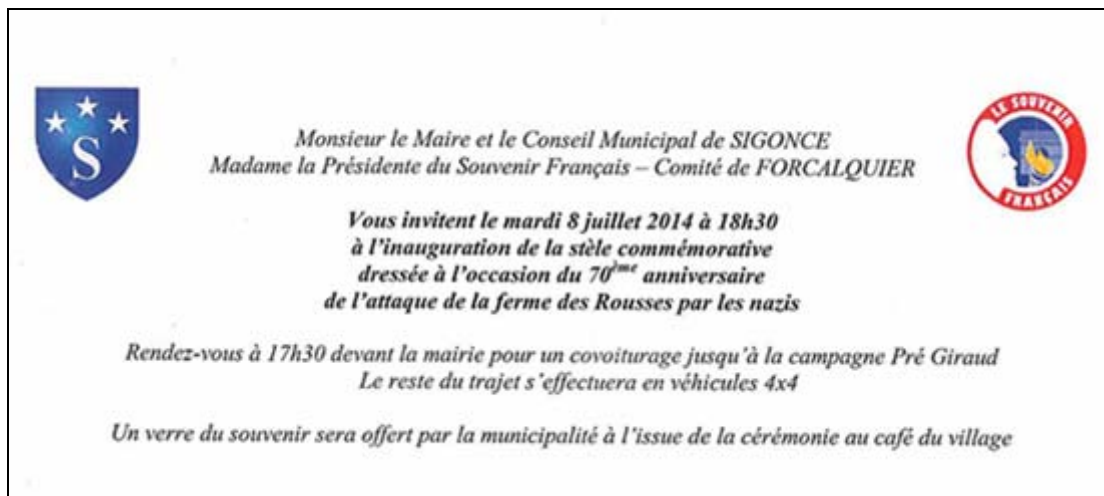 S
LE SOUVENIR
FRANÇAIS
Monsieur le Maire et le Conseil Municipal de SIGONCE
Madame la Présidente du Souvenir Français – Comité de FORCALQUIER
Vous invitent le mardi 8 juillet 2014 à 18h30
à l'inauguration de la stèle commémorative
dressée à l'occasion du 70ème anniversaire
de l'attaque de la ferme des Rousses par les nazis
Rendez-vous à 17h30 devant la mairie pour un covoiturage jusqu'à la campagne Pré Giraud
Le reste du trajet s'effectuera en véhicules 4x4
Un verre du souvenir sera offert par la municipalité à l'issue de la cérémonie au café du village